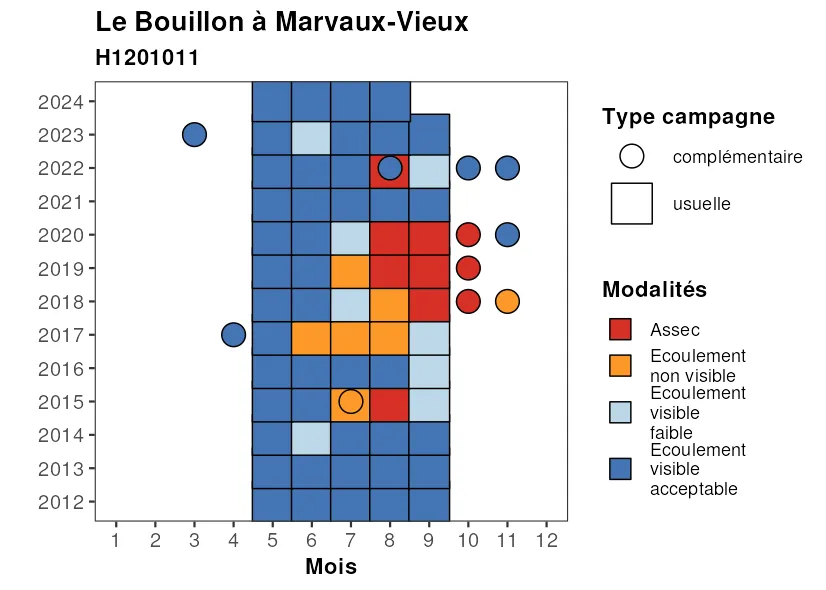 Le Bouillon à Marvaux-Vieux
H1201011
2024
2023
2022
2021
2020
2019
2018
2017
2016
2015
2014
2013
2012
1 2 3 4 5 6 7 8 9 10 11 12
Mois
Type campagne
complémentaire
usuelle
Modalités
Assec
Ecoulement
non visible
Ecoulement
visible
faible
Ecoulement
visible
acceptable